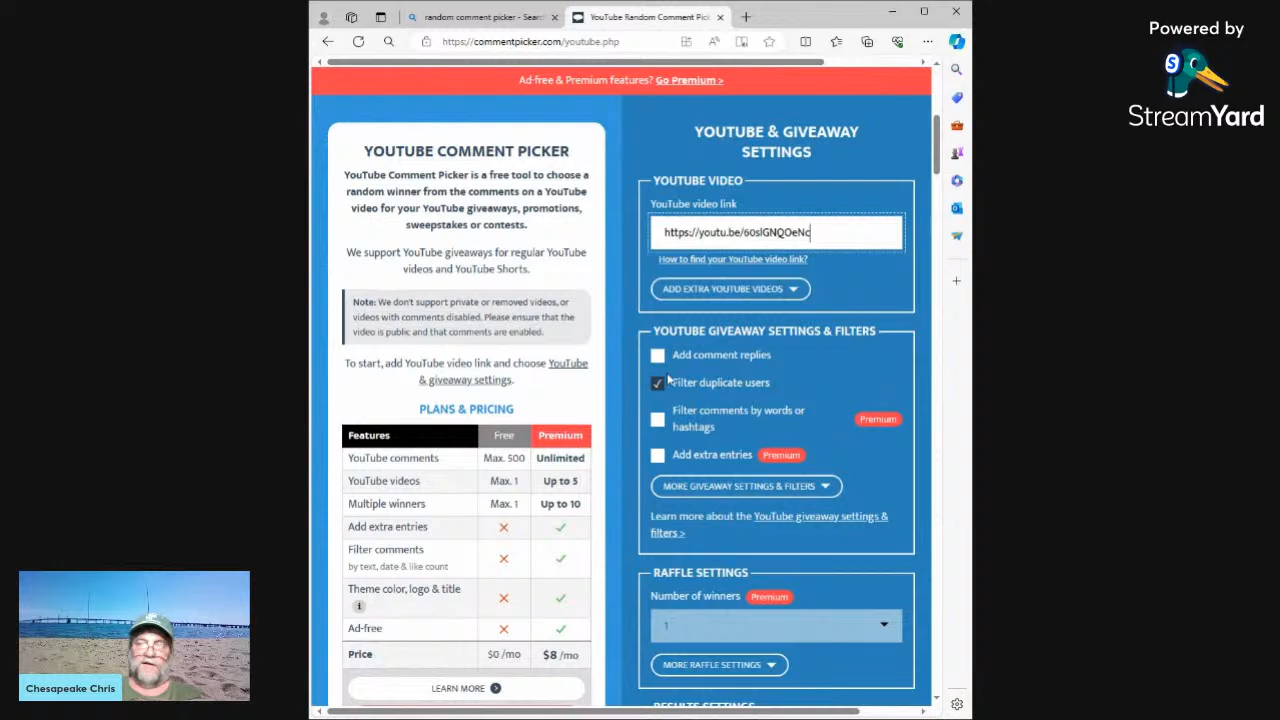 random comment picker - Searc
YouTube Random Comment Pic
https://commentpicker.com/youtube.php
Ad-free & Premium features? Go Premium >
YOUTUBE COMMENT PICKER
YouTube Comment Picker is a free tool to choose a
random winner from the comments on a YouTube
video for your YouTube giveaways, promotions,
sweepstakes or contests.
We support YouTube giveaways for regular YouTube
videos and YouTube Shorts.
Note: We don't support private or removed videos, or
videos with comments disabled. Please ensure that the
video is public and that comments are enabled.
To start, add YouTube video link and choose YouTube
& giveaway settings.
PLANS & PRICING
Features Free Premium
YouTube comments Max. 500 Unlimited
YouTube videos Max. 1 Up to 5
Multiple winners Max. 1 Up to 10
Add extra entries
Filter comments
by text, date & like count
Theme color, logo & title
Ad-free
Price $0 /mo $8 /mo
LEARN MORE
YOUTUBE & GIVEAWAY
SETTINGS
YOUTUBE VIDEO
YouTube video link
https://youtu.be/60slGNQOeNc
How to find your YouTube video link?
ADD EXTRA YOUTUBE VIDEOS
YOUTUBE GIVEAWAY SETTINGS & FILTERS
Add comment replies
Filter duplicate users
Filter comments by words or
hashtags Premium
Add extra entries Premium
MORE GIVEAWAY SETTINGS & FILTERS
Learn more about the YouTube giveaway settings &
filters >
RAFFLE SETTINGS
Number of winners Premium
1
MORE RAFFLE SETTINGS
RESULTS SETTINGS
Powered by
StreamYard
Chesapeake Chris